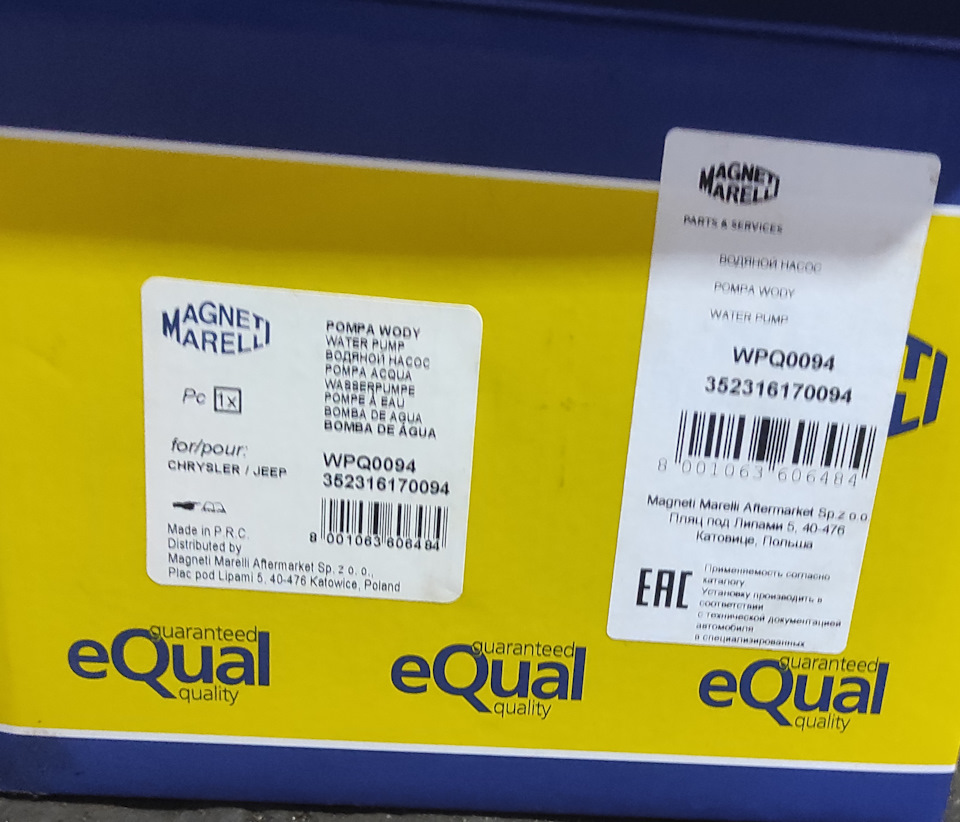 MAGNETI
MARELLI
Pc 1x
for/pour:
CHRYSLER / JEEP
POMPA WODY
WATER PUMP
ВОДЯНОЙ НАСОС
POMPA ACQUA
WASSERPUMPE
POMPE À EAU
BOMBA DE AGUA
BOMBA DE ÁGUA
WPQ0094
352316170094
8 001063 606484
Made in P.R.C.
Distributed by
Magneti Marelli Aftermarket Sp. z o. o.,
Plac pod Lipami 5, 40-476 Katowice, Poland
MAGNETI
MARELLI
PARTS & SERVICES
ВОДЯНОЙ НАСОС
POMPA WODY
WATER PUMP
WPQ0094
352316170094
8 001063 606484
Magneti Marelli Aftermarket Sp.z o.o.
Пляц под Липами 5, 40-476
Катовице, Польша
EAC
Применяемость согласно
каталогу
Установку производить в
соответствии
с технической документацией
автомобиля
в специализированных
guaranteed
eQual
quality
guaranteed
eQual
quality
guaranteed
eQual
quality